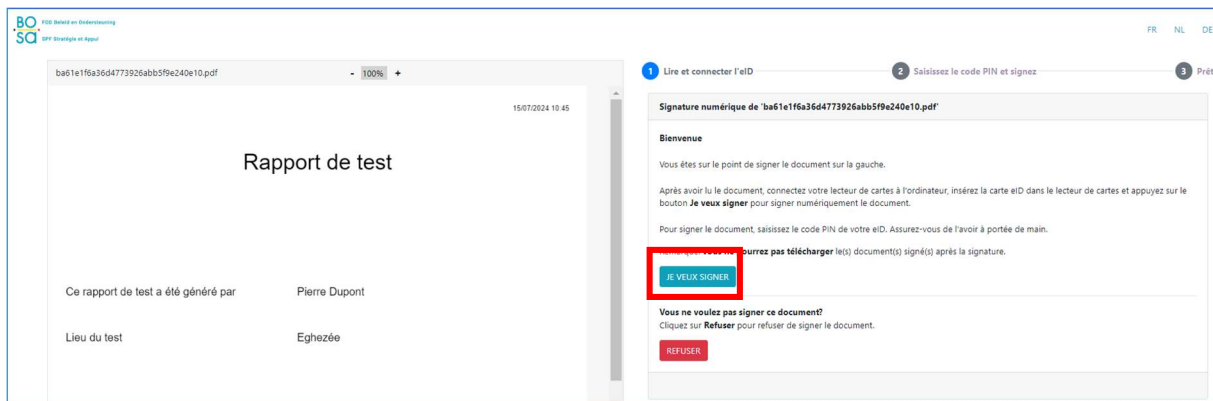 BOSA
FOD Beleid en Ondersteuning
SPF Stratégie et Appui
FR NL DE
ba61e1f6a36d4773926abb5f9e240e10.pdf - 100% +
15/07/2024 10:45
Rapport de test
Ce rapport de test a été généré par Pierre Dupont
Lieu du test Eghezée
1 Lire et connecter l'eID 2 Saisissez le code PIN et signez 3 Prêt
Signature numérique de 'ba61e1f6a36d4773926abb5f9e240e10.pdf'
Bienvenue
Vous êtes sur le point de signer le document sur la gauche.
Après avoir lu le document, connectez votre lecteur de cartes à l'ordinateur, insérez la carte eID dans le lecteur de cartes et appuyez sur le
bouton Je veux signer pour signer numériquement le document.
Pour signer le document, saisissez le code PIN de votre eID. Assurez-vous de l'avoir à portée de main.
pourrez pas télécharger le(s) document(s) signé(s) après la signature.
JE VEUX SIGNER
Vous ne voulez pas signer ce document?
Cliquez sur Refuser pour refuser de signer le document.
REFUSER